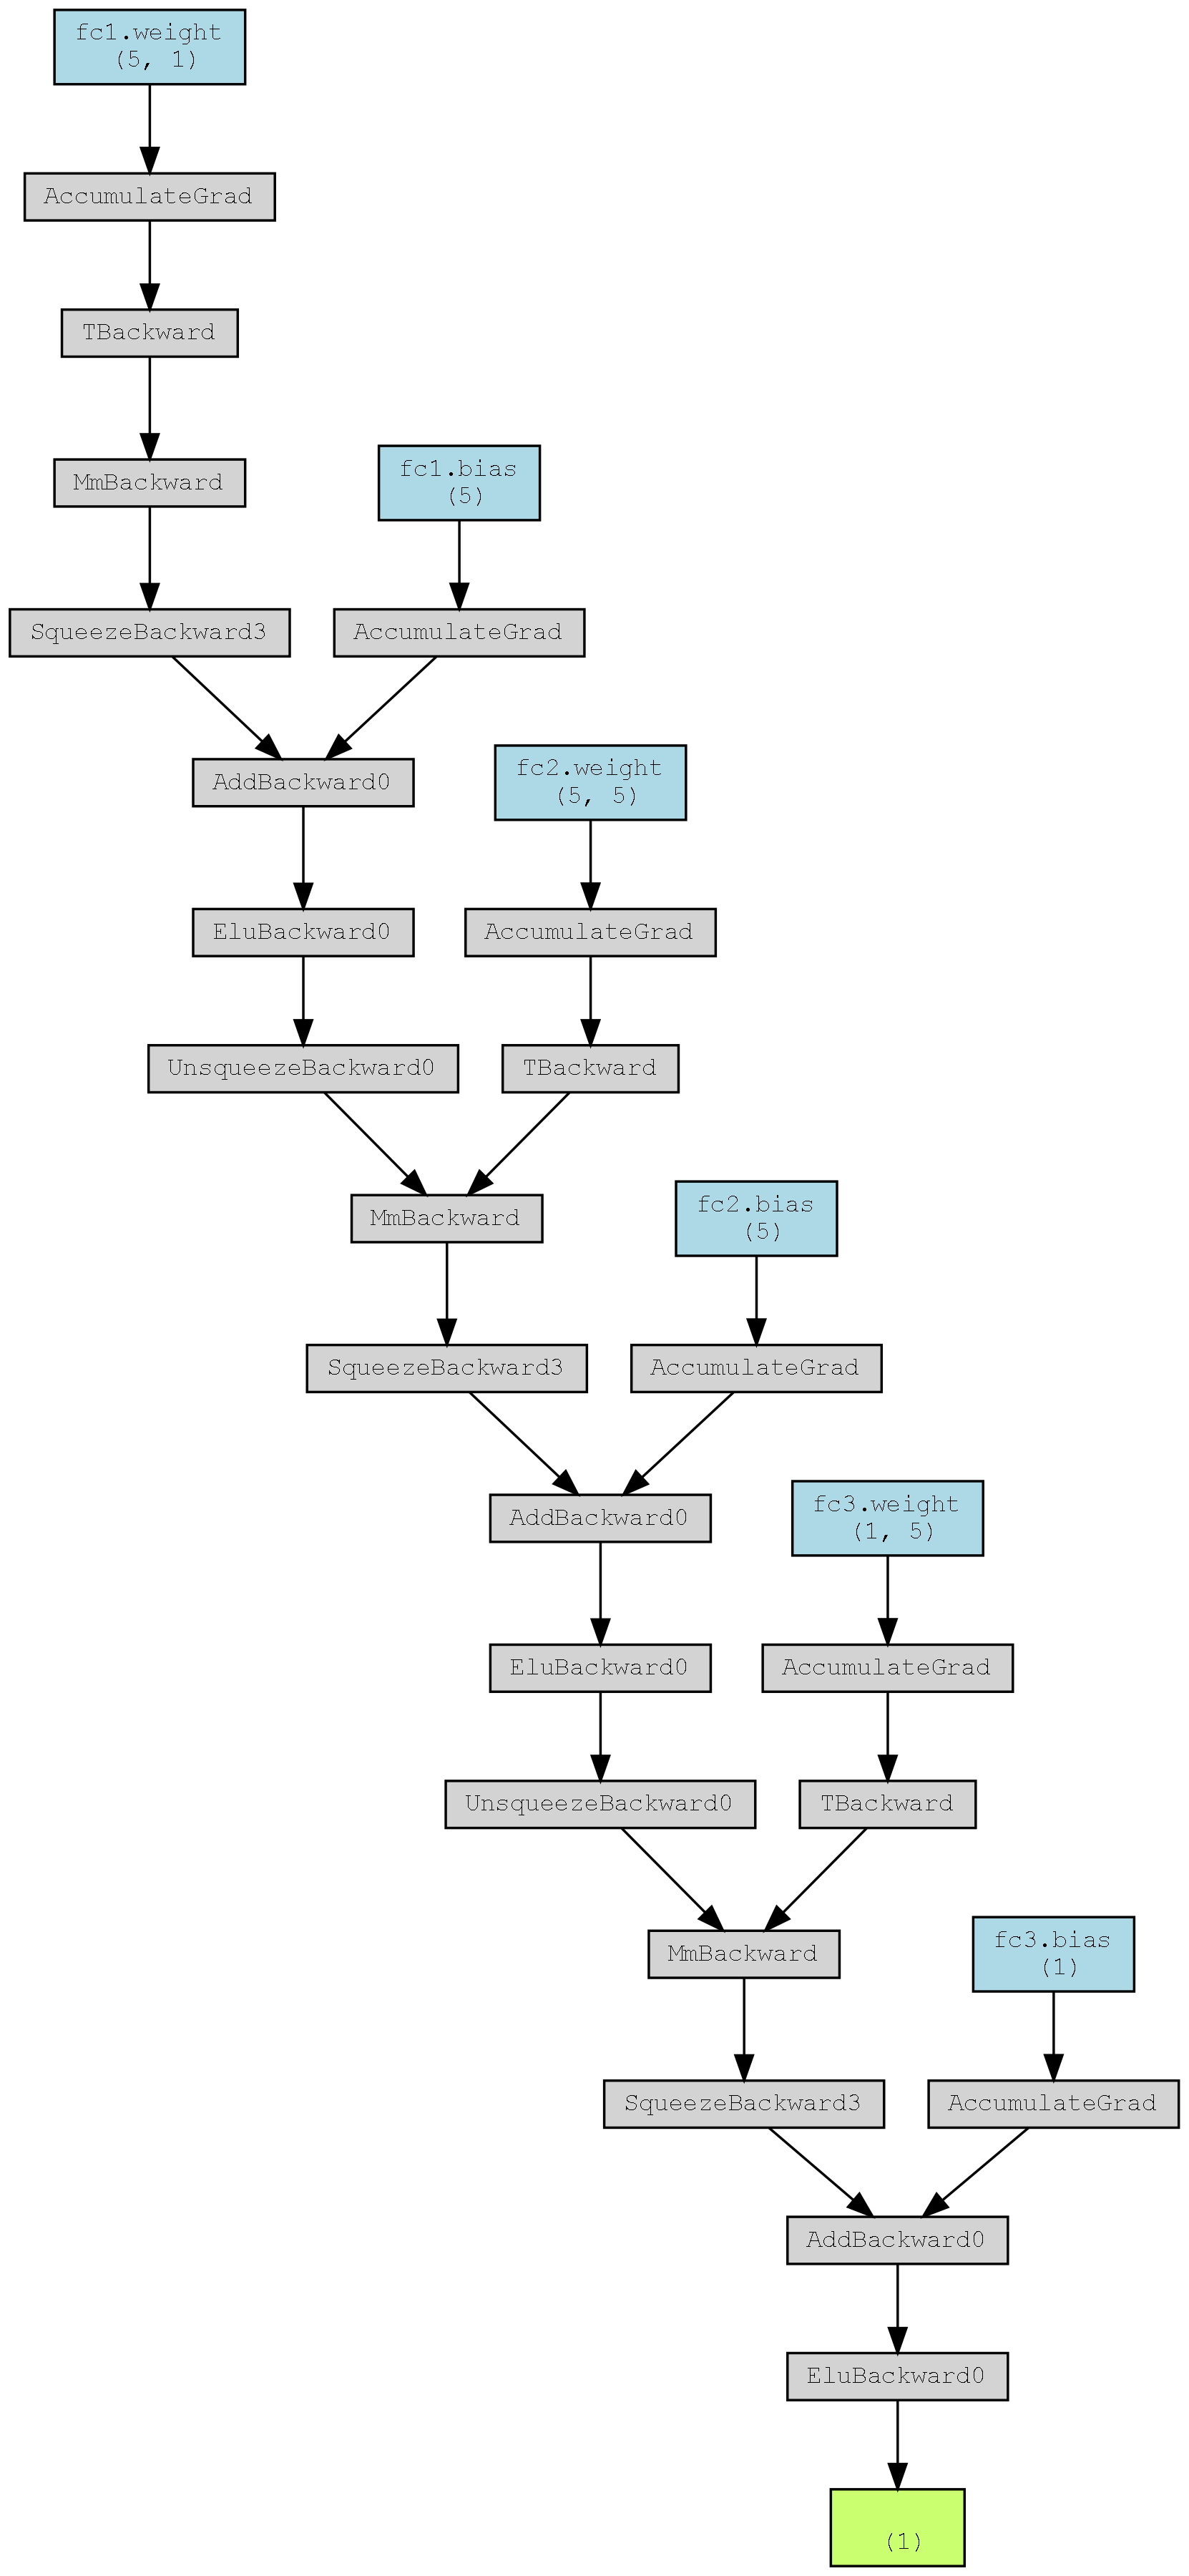 fc1.weight
(5, 1)
AccumulateGrad
TBackward
MmBackward
fc1.bias
(5)
SqueezeBackward3
AccumulateGrad
AddBackward0
fc2.weight
(5, 5)
EluBackward0
AccumulateGrad
UnsqueezeBackward0
TBackward
MmBackward
fc2.bias
(5)
SqueezeBackward3
AccumulateGrad
AddBackward0
fc3.weight
(1, 5)
EluBackward0
AccumulateGrad
UnsqueezeBackward0
TBackward
MmBackward
fc3.bias
(1)
SqueezeBackward3
AccumulateGrad
AddBackward0
EluBackward0
(1)